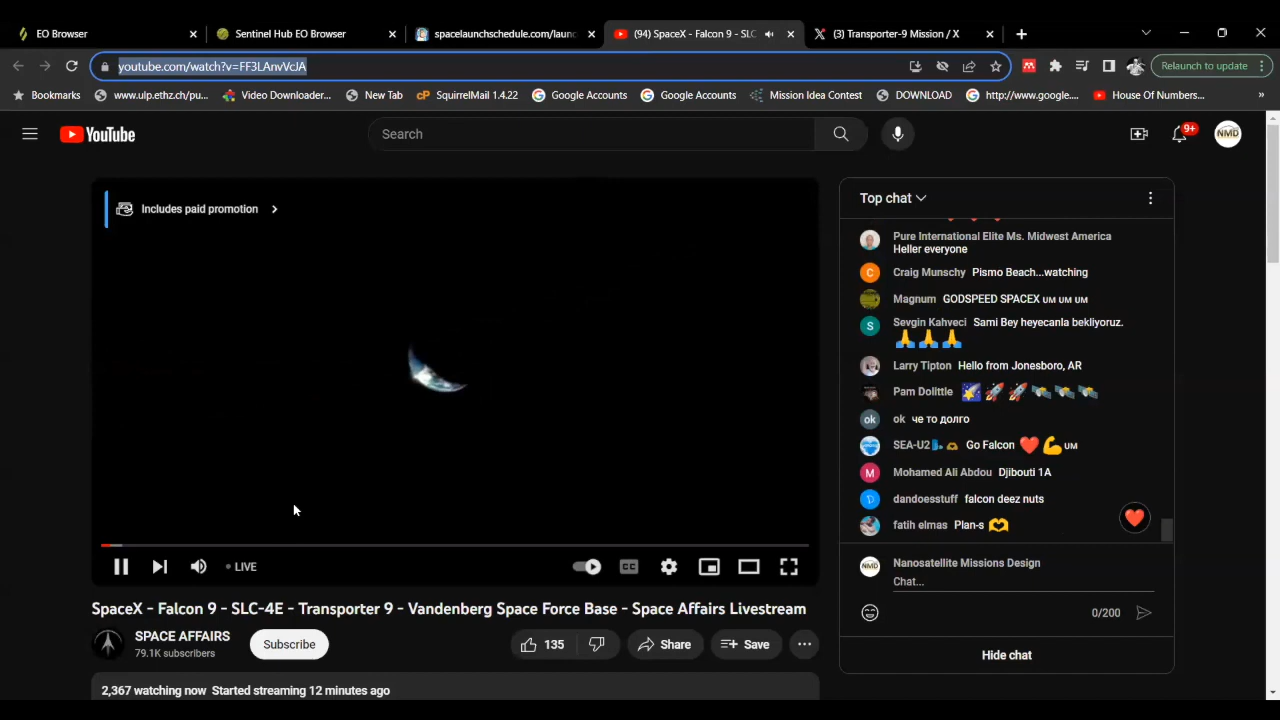 EO Browser
Sentinel Hub EO Browser
spacelaunchschedule.com/launc
(94) SpaceX - Falcon 9 - SLC
(3) Transporter-9 Mission / X
youtube.com/watch?v=FF3LAnvVcJA
Relaunch to update
Bookmarks
www.ulp.ethz.ch/pu...
Video Downloader...
New Tab
SquirrelMail 1.4.22
Google Accounts
Google Accounts
Mission Idea Contest
DOWNLOAD
http://www.google....
House Of Numbers...
»
YouTube
Search
9+
NMD
Includes paid promotion
Top chat
Pure International Elite Ms. Midwest America
Heller everyone
C Craig Munschy Pismo Beach...watching
Magnum GODSPEED SPACEX UM UM UM
S Sevgin Kahveci Sami Bey heyecanla bekliyoruz.
🙏🙏🙏
Larry Tipton Hello from Jonesboro, AR
Pam Dolittle 🌠🚀🚀🛰️🛰️🛰️
ok ok че то долго
SEA-U2 Go Falcon ❤️💪UM
M Mohamed Ali Abdou Djibouti 1A
D dandoesstuff falcon deez nuts
fatih elmas Plan-s 🫶
LIVE
CC
NMD Nanosatellite Missions Design
Chat...
0/200
Hide chat
SpaceX - Falcon 9 - SLC-4E - Transporter 9 - Vandenberg Space Force Base - Space Affairs Livestream
SPACE AFFAIRS
79.1K subscribers
Subscribe
135
Share
Save
2,367 watching now Started streaming 12 minutes ago